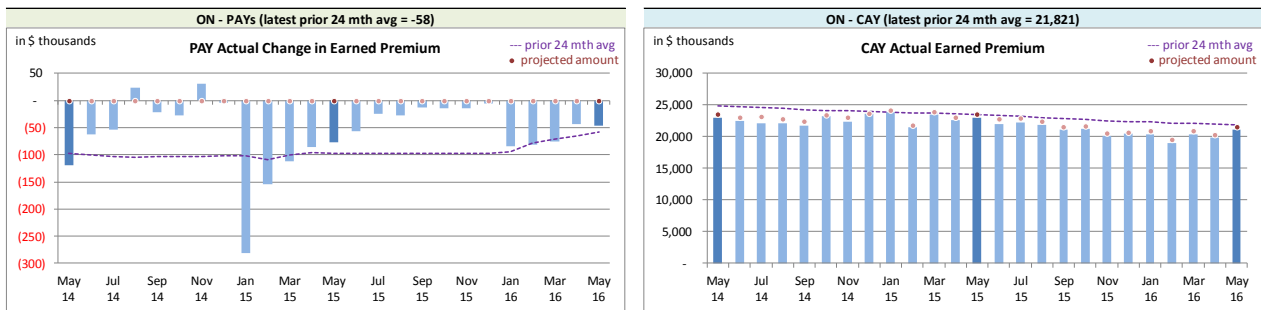 ON - PAYs (latest prior 24 mth avg = -58)
in $ thousands
PAY Actual Change in Earned Premium
prior 24 mth avg
projected amount
50
-
(50)
(100)
(150)
(200)
(250)
(300)
May Jul Sep Nov Jan Mar May Jul Sep Nov Jan Mar May
14 14 14 14 15 15 15 15 15 15 16 16 16
ON - CAY (latest prior 24 mth avg = 21,821)
in $ thousands
CAY Actual Earned Premium
prior 24 mth avg
projected amount
30,000
25,000
20,000
15,000
10,000
5,000
-
May Jul Sep Nov Jan Mar May Jul Sep Nov Jan Mar May
14 14 14 14 15 15 15 15 15 15 16 16 16